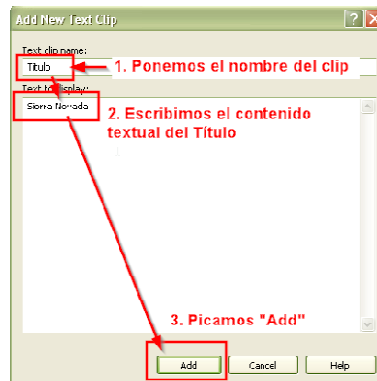 Add New Text Clip
Text clip name:
Titulo
1. Ponemos el nombre del clip
Text to display:
Sierra Nevada
2. Escribimos el contenido
textual del Título
3. Picamos "Add"
Add Cancel Help